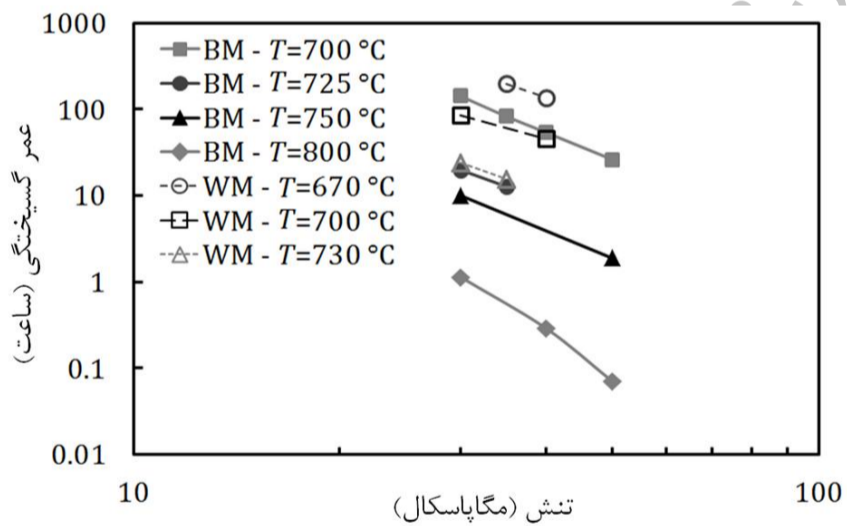 1000
100
10
1
0.1
0.01
عمر گسیختگی (ساعت)
BM - T=700 °C
BM - T=725 °C
BM - T=750 °C
BM - T=800 °C
WM - T=670 °C
WM - T=700 °C
WM - T=730 °C
10
100
تنش (مگاپاسکال)